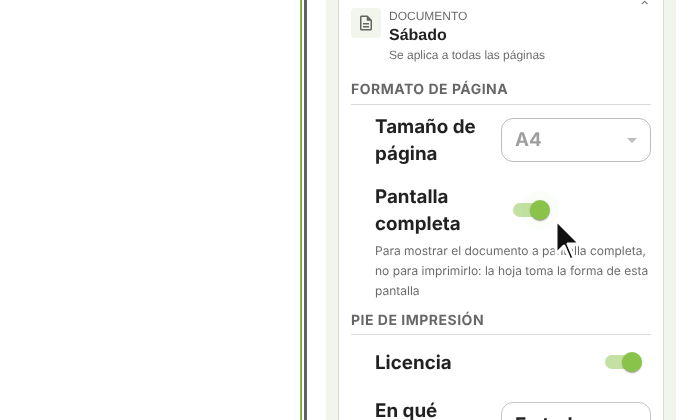 DOCUMENTO
Sábado
Se aplica a todas las páginas
FORMATO DE PÁGINA
Tamaño de
página
A4
Pantalla
completa
Para mostrar el documento a pantalla completa,
no para imprimirlo: la hoja toma la forma de esta
pantalla
PIE DE IMPRESIÓN
Licencia
En qué